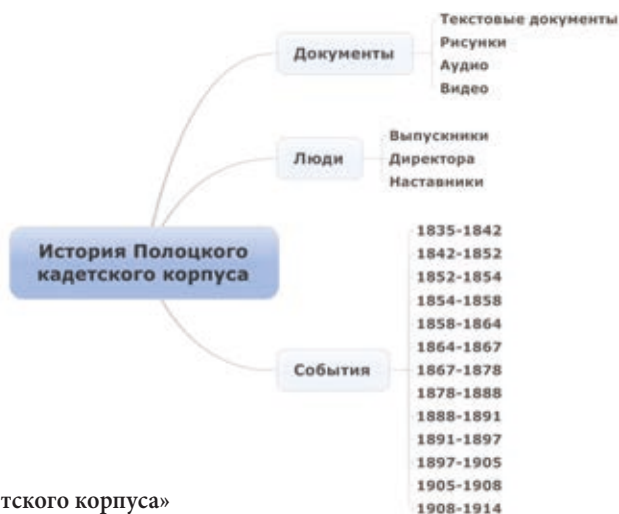 Текстовые документы
Рисунки
Документы
Аудио
Видео
Выпускники
Люди
Директора
Наставники
История Полоцкого
кадетского корпуса
1835-1842
1842-1852
1852-1854
1854-1858
1858-1864
1864-1867
События
1867-1878
1878-1888
1888-1891
1891-1897
1897-1905
1905-1908
1908-1914
тского корпуса»